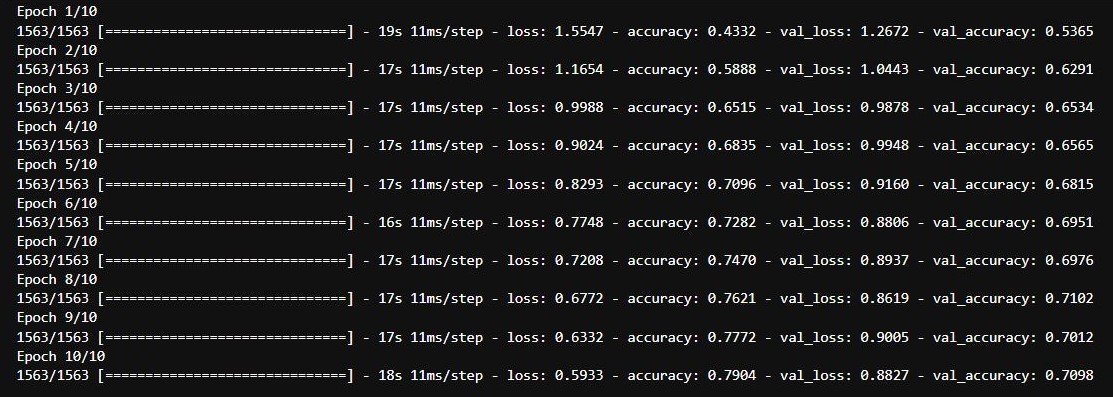 Epoch 1/10
1563/1563 [==============================] - 19s 11ms/step - loss: 1.5547 - accuracy: 0.4332 - val_loss: 1.2672 - val_accuracy: 0.5365
Epoch 2/10
1563/1563 [==============================] - 17s 11ms/step - loss: 1.1654 - accuracy: 0.5888 - val_loss: 1.0443 - val_accuracy: 0.6291
Epoch 3/10
1563/1563 [==============================] - 17s 11ms/step - loss: 0.9988 - accuracy: 0.6515 - val_loss: 0.9878 - val_accuracy: 0.6534
Epoch 4/10
1563/1563 [==============================] - 17s 11ms/step - loss: 0.9024 - accuracy: 0.6835 - val_loss: 0.9948 - val_accuracy: 0.6565
Epoch 5/10
1563/1563 [==============================] - 17s 11ms/step - loss: 0.8293 - accuracy: 0.7096 - val_loss: 0.9160 - val_accuracy: 0.6815
Epoch 6/10
1563/1563 [==============================] - 16s 11ms/step - loss: 0.7748 - accuracy: 0.7282 - val_loss: 0.8806 - val_accuracy: 0.6951
Epoch 7/10
1563/1563 [==============================] - 17s 11ms/step - loss: 0.7208 - accuracy: 0.7470 - val_loss: 0.8937 - val_accuracy: 0.6976
Epoch 8/10
1563/1563 [==============================] - 17s 11ms/step - loss: 0.6772 - accuracy: 0.7621 - val_loss: 0.8619 - val_accuracy: 0.7102
Epoch 9/10
1563/1563 [==============================] - 17s 11ms/step - loss: 0.6332 - accuracy: 0.7772 - val_loss: 0.9005 - val_accuracy: 0.7012
Epoch 10/10
1563/1563 [==============================] - 18s 11ms/step - loss: 0.5933 - accuracy: 0.7904 - val_loss: 0.8827 - val_accuracy: 0.7098